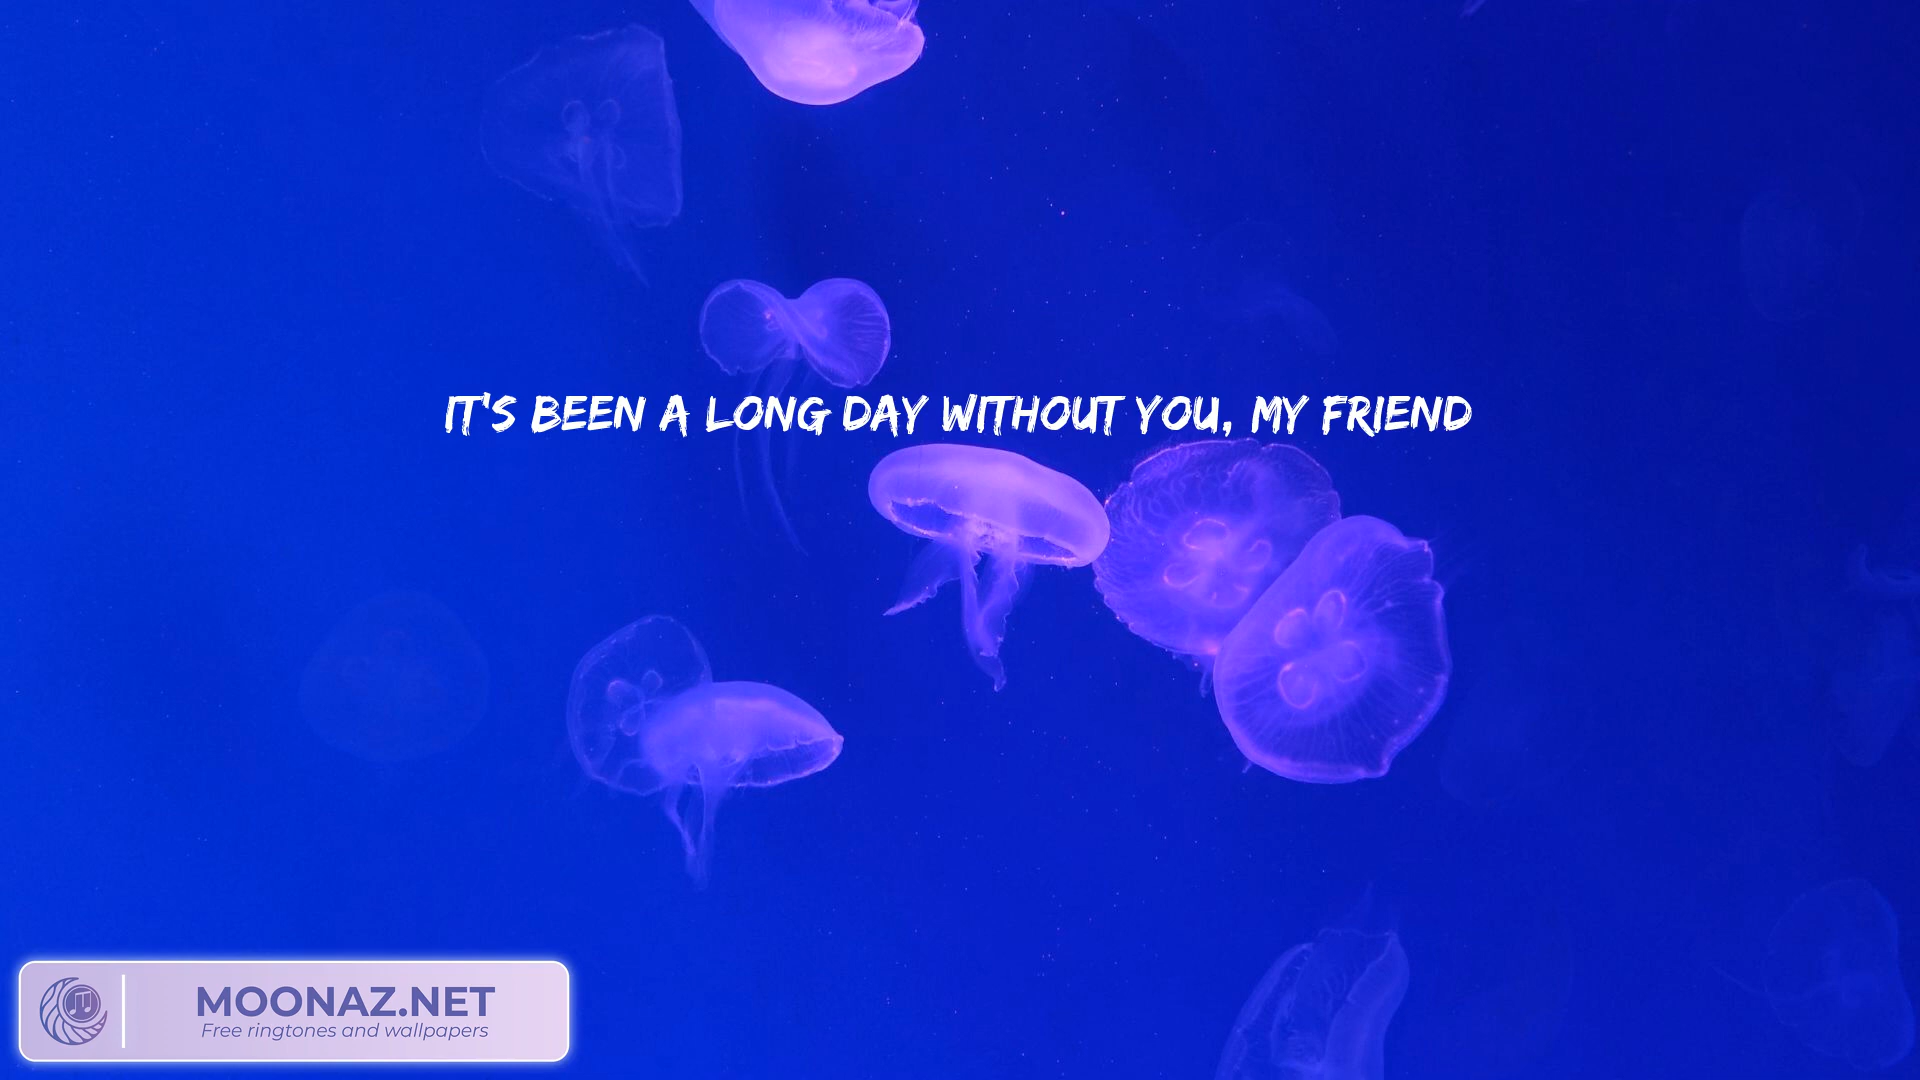 IT'S BEEN A LONG DAY WITHOUT YOU, MY FRIEND
MOONAZ.NET
Free ringtones and wallpapers